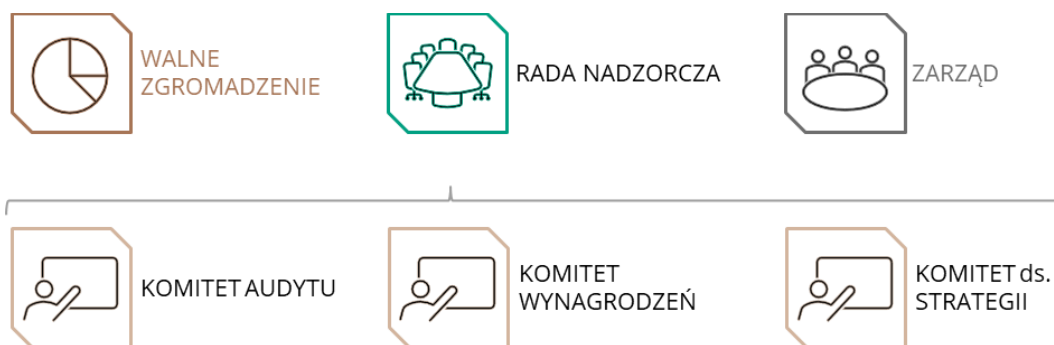 WALNE
ZGROMADZENIE
RADA NADZORCZA
ZARZĄD
KOMITET AUDYTU
KOMITET
WYNAGRODZEŃ
KOMITET ds.
STRATEGII